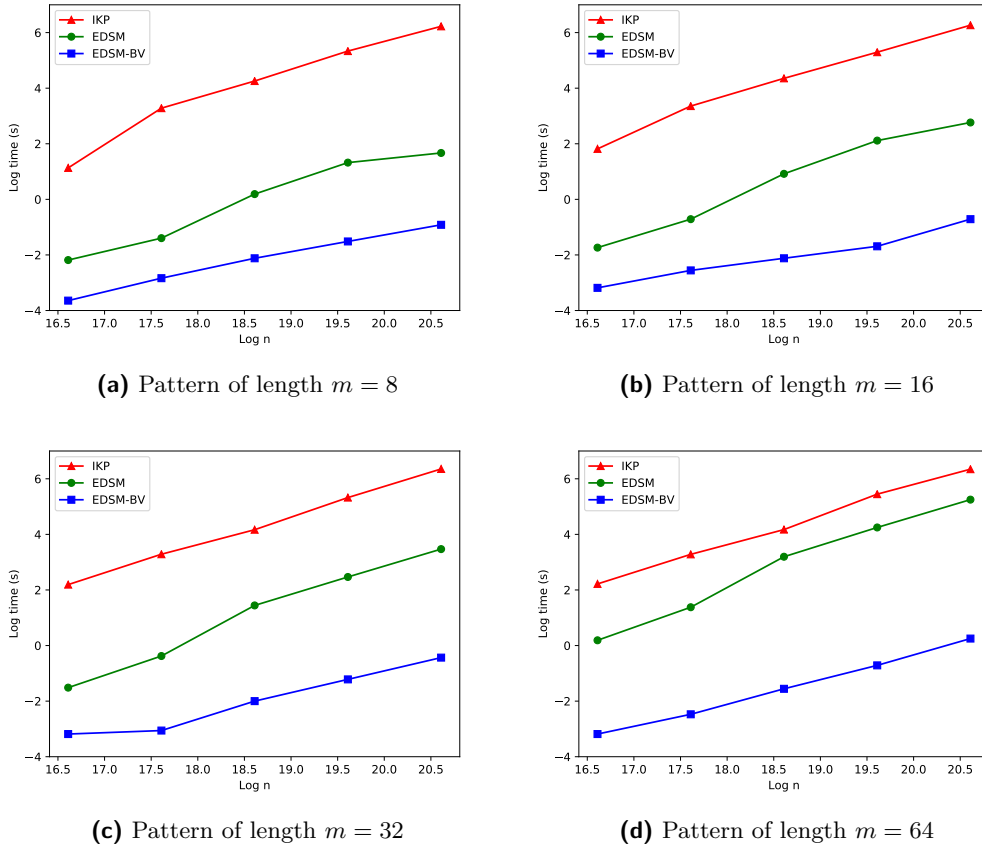 IKP
EDSM
EDSM-BV
Log time (s)
6
4
2
0
−2
−4
16.5 17.0 17.5 18.0 18.5 19.0 19.5 20.0 20.5
Log n
(a) Pattern of length m = 8
IKP
EDSM
EDSM-BV
Log time (s)
6
4
2
0
−2
−4
16.5 17.0 17.5 18.0 18.5 19.0 19.5 20.0 20.5
Log n
(b) Pattern of length m = 16
IKP
EDSM
EDSM-BV
Log time (s)
6
4
2
0
−2
−4
16.5 17.0 17.5 18.0 18.5 19.0 19.5 20.0 20.5
Log n
(c) Pattern of length m = 32
IKP
EDSM
EDSM-BV
Log time (s)
6
4
2
0
−2
−4
16.5 17.0 17.5 18.0 18.5 19.0 19.5 20.0 20.5
Log n
(d) Pattern of length m = 64